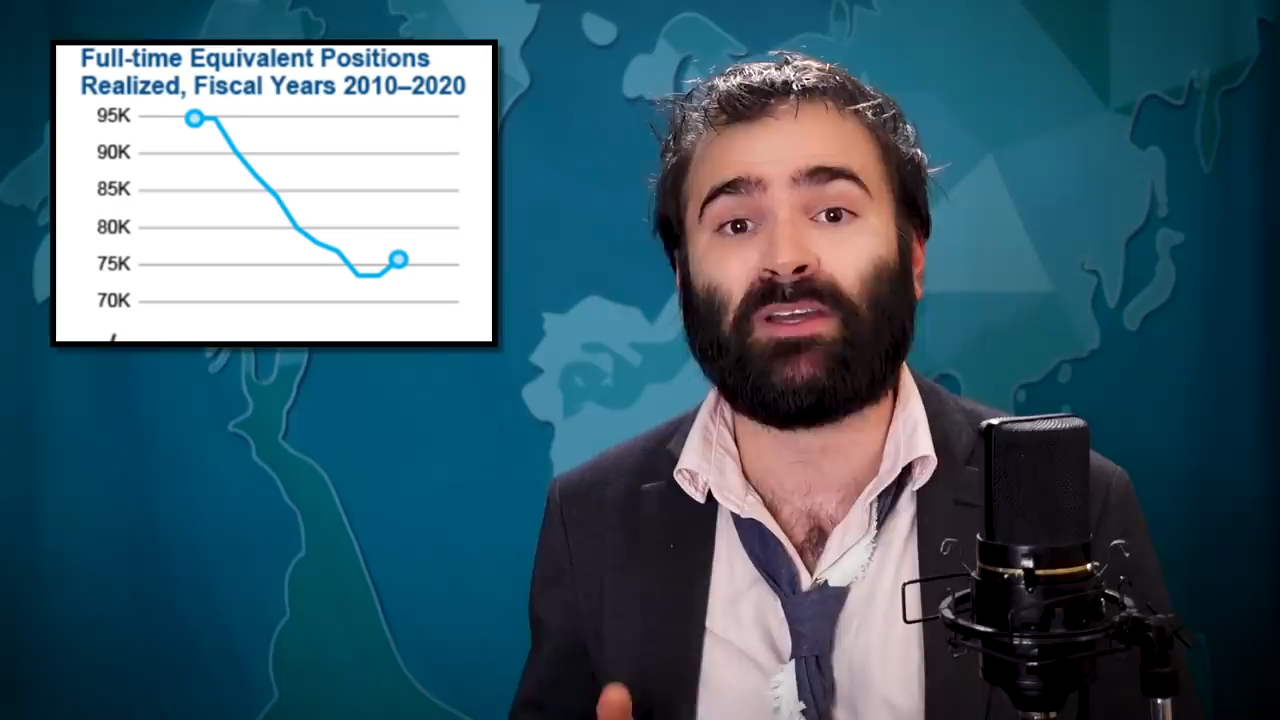 Full-time Equivalent Positions
Realized, Fiscal Years 2010–2020
95K
90K
85K
80K
75K
70K